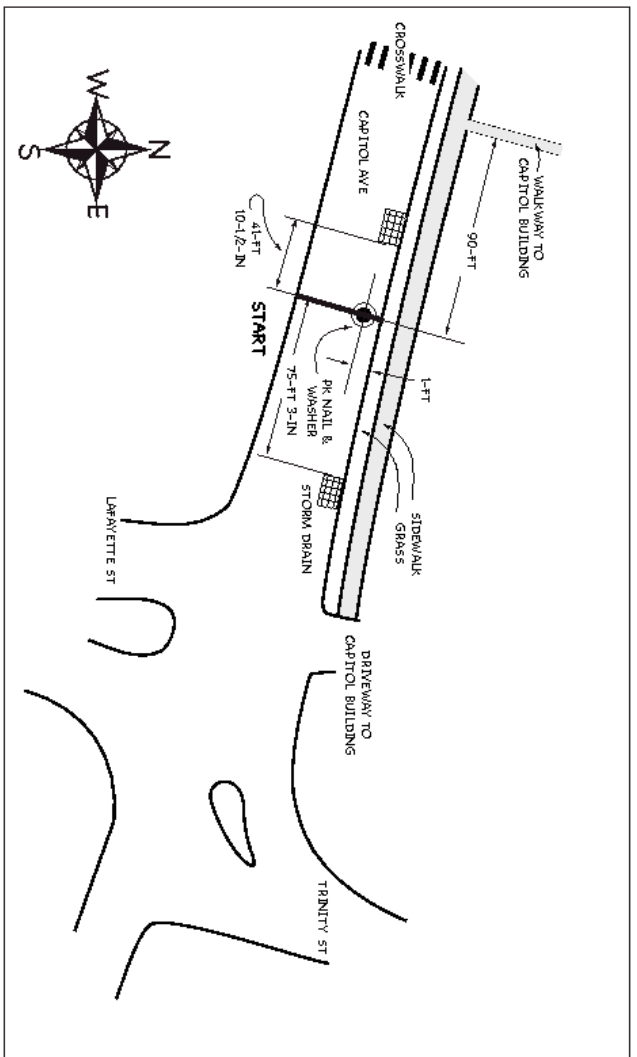 CROSSWALK
CAPITOL AVE
WALKWAY TO
CAPITOL BUILDING
90-FT
41-FT
10-1/2-IN
START
1-FT
PK NAIL &
WASHER
75-FT 3-IN
SIDEWALK
GRASS
STORM DRAIN
LAFAYETTE ST
DRIVEWAY TO
CAPITOL BUILDING
TRINITY ST
N
W
E
S